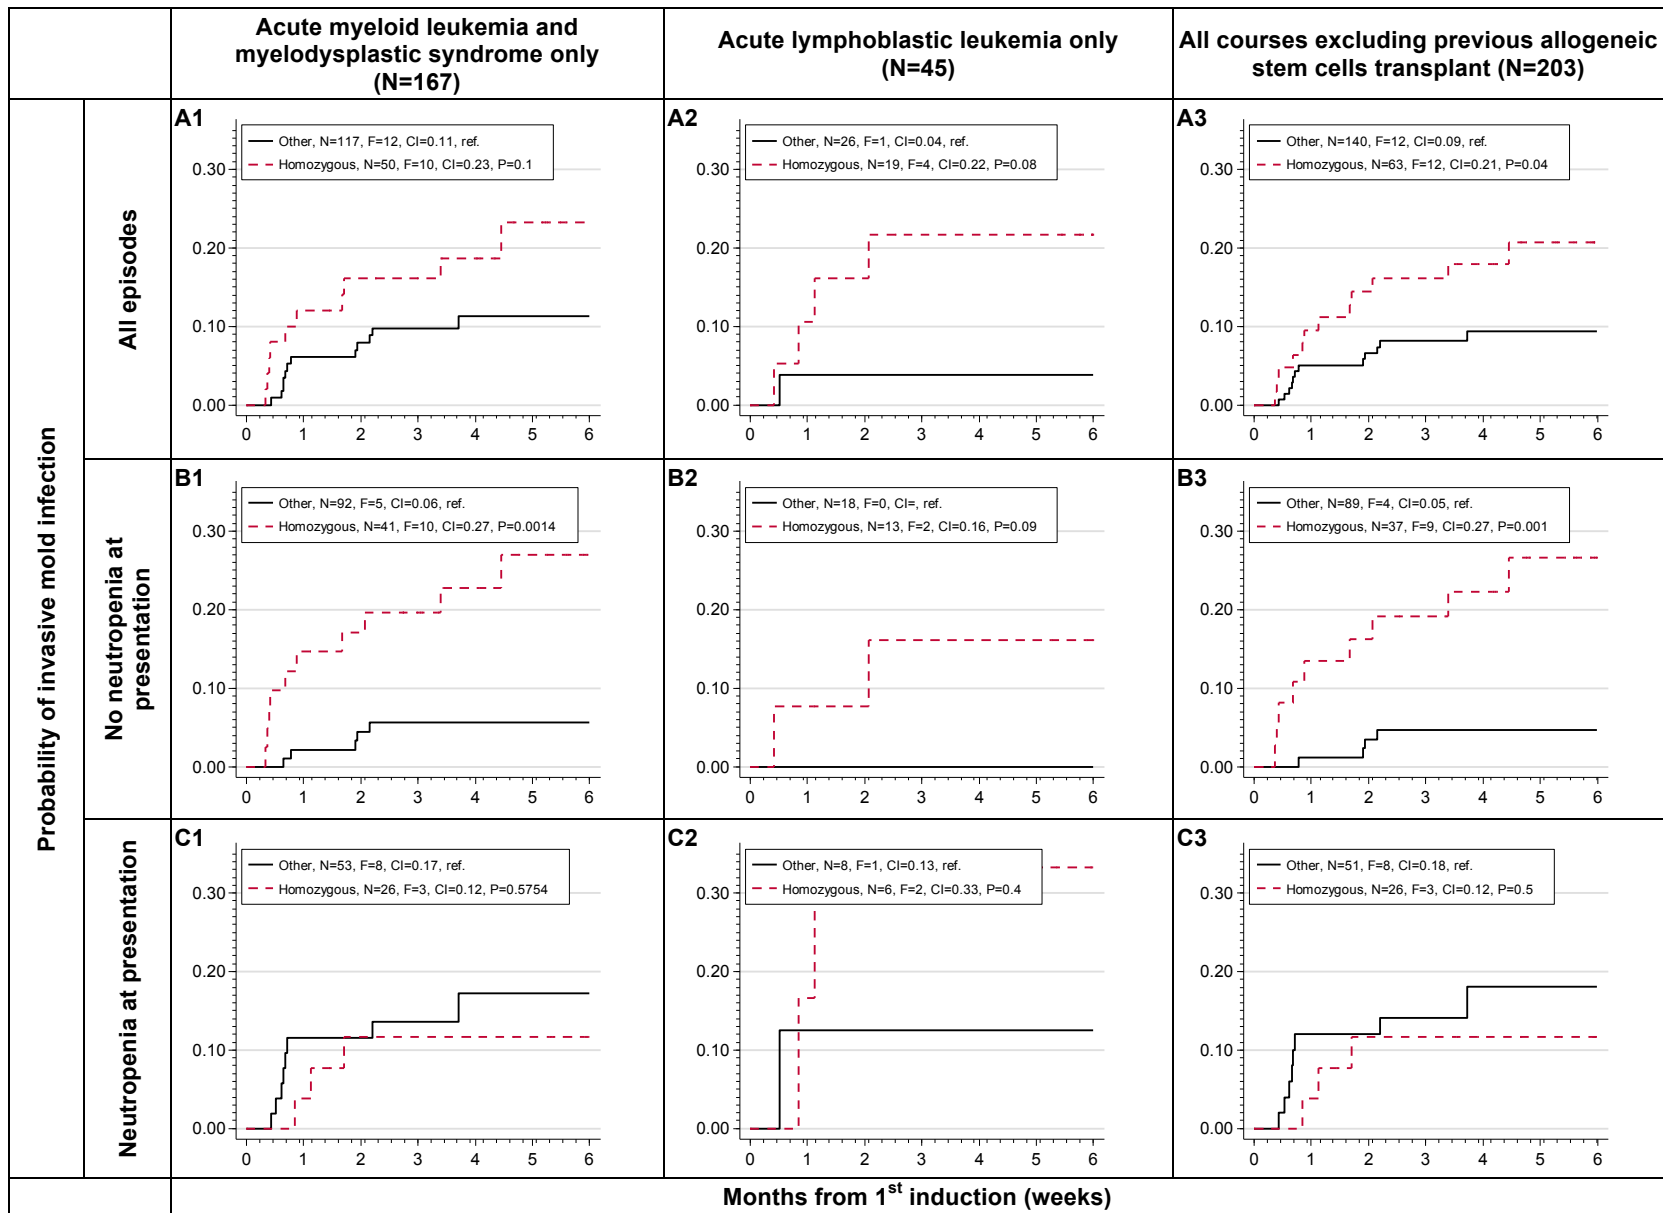 Acute myeloid leukemia and
myelodysplastic syndrome only
(N=167)
Acute lymphoblastic leukemia only
(N=45)
All courses excluding previous allogeneic
stem cells transplant (N=203)
Probability of invasive mold infection
All episodes
A1
Other, N=117, F=12, CI=0.11, ref.
Homozygous, N=50, F=10, CI=0.23, P=0.1
0.30
0.20
0.10
0.00
0 1 2 3 4 5 6
A2
Other, N=26, F=1, CI=0.04, ref.
Homozygous, N=19, F=4, CI=0.22, P=0.08
0.30
0.20
0.10
0.00
0 1 2 3 4 5 6
A3
Other, N=140, F=12, CI=0.09, ref.
Homozygous, N=63, F=12, CI=0.21, P=0.04
0.30
0.20
0.10
0.00
0 1 2 3 4 5 6
No neutropenia at
presentation
B1
Other, N=92, F=5, CI=0.06, ref.
Homozygous, N=41, F=10, CI=0.27, P=0.0014
0.30
0.20
0.10
0.00
0 1 2 3 4 5 6
B2
Other, N=18, F=0, CI=, ref.
Homozygous, N=13, F=2, CI=0.16, P=0.09
0.30
0.20
0.10
0.00
0 1 2 3 4 5 6
B3
Other, N=89, F=4, CI=0.05, ref.
Homozygous, N=37, F=9, CI=0.27, P=0.001
0.30
0.20
0.10
0.00
0 1 2 3 4 5 6
Neutropenia at presentation
C1
Other, N=53, F=8, CI=0.17, ref.
Homozygous, N=26, F=3, CI=0.12, P=0.5754
0.30
0.20
0.10
0.00
0 1 2 3 4 5 6
C2
Other, N=8, F=1, CI=0.13, ref.
Homozygous, N=6, F=2, CI=0.33, P=0.4
0.30
0.20
0.10
0.00
0 1 2 3 4 5 6
C3
Other, N=51, F=8, CI=0.18, ref.
Homozygous, N=26, F=3, CI=0.12, P=0.5
0.30
0.20
0.10
0.00
0 1 2 3 4 5 6
Months from 1st induction (weeks)